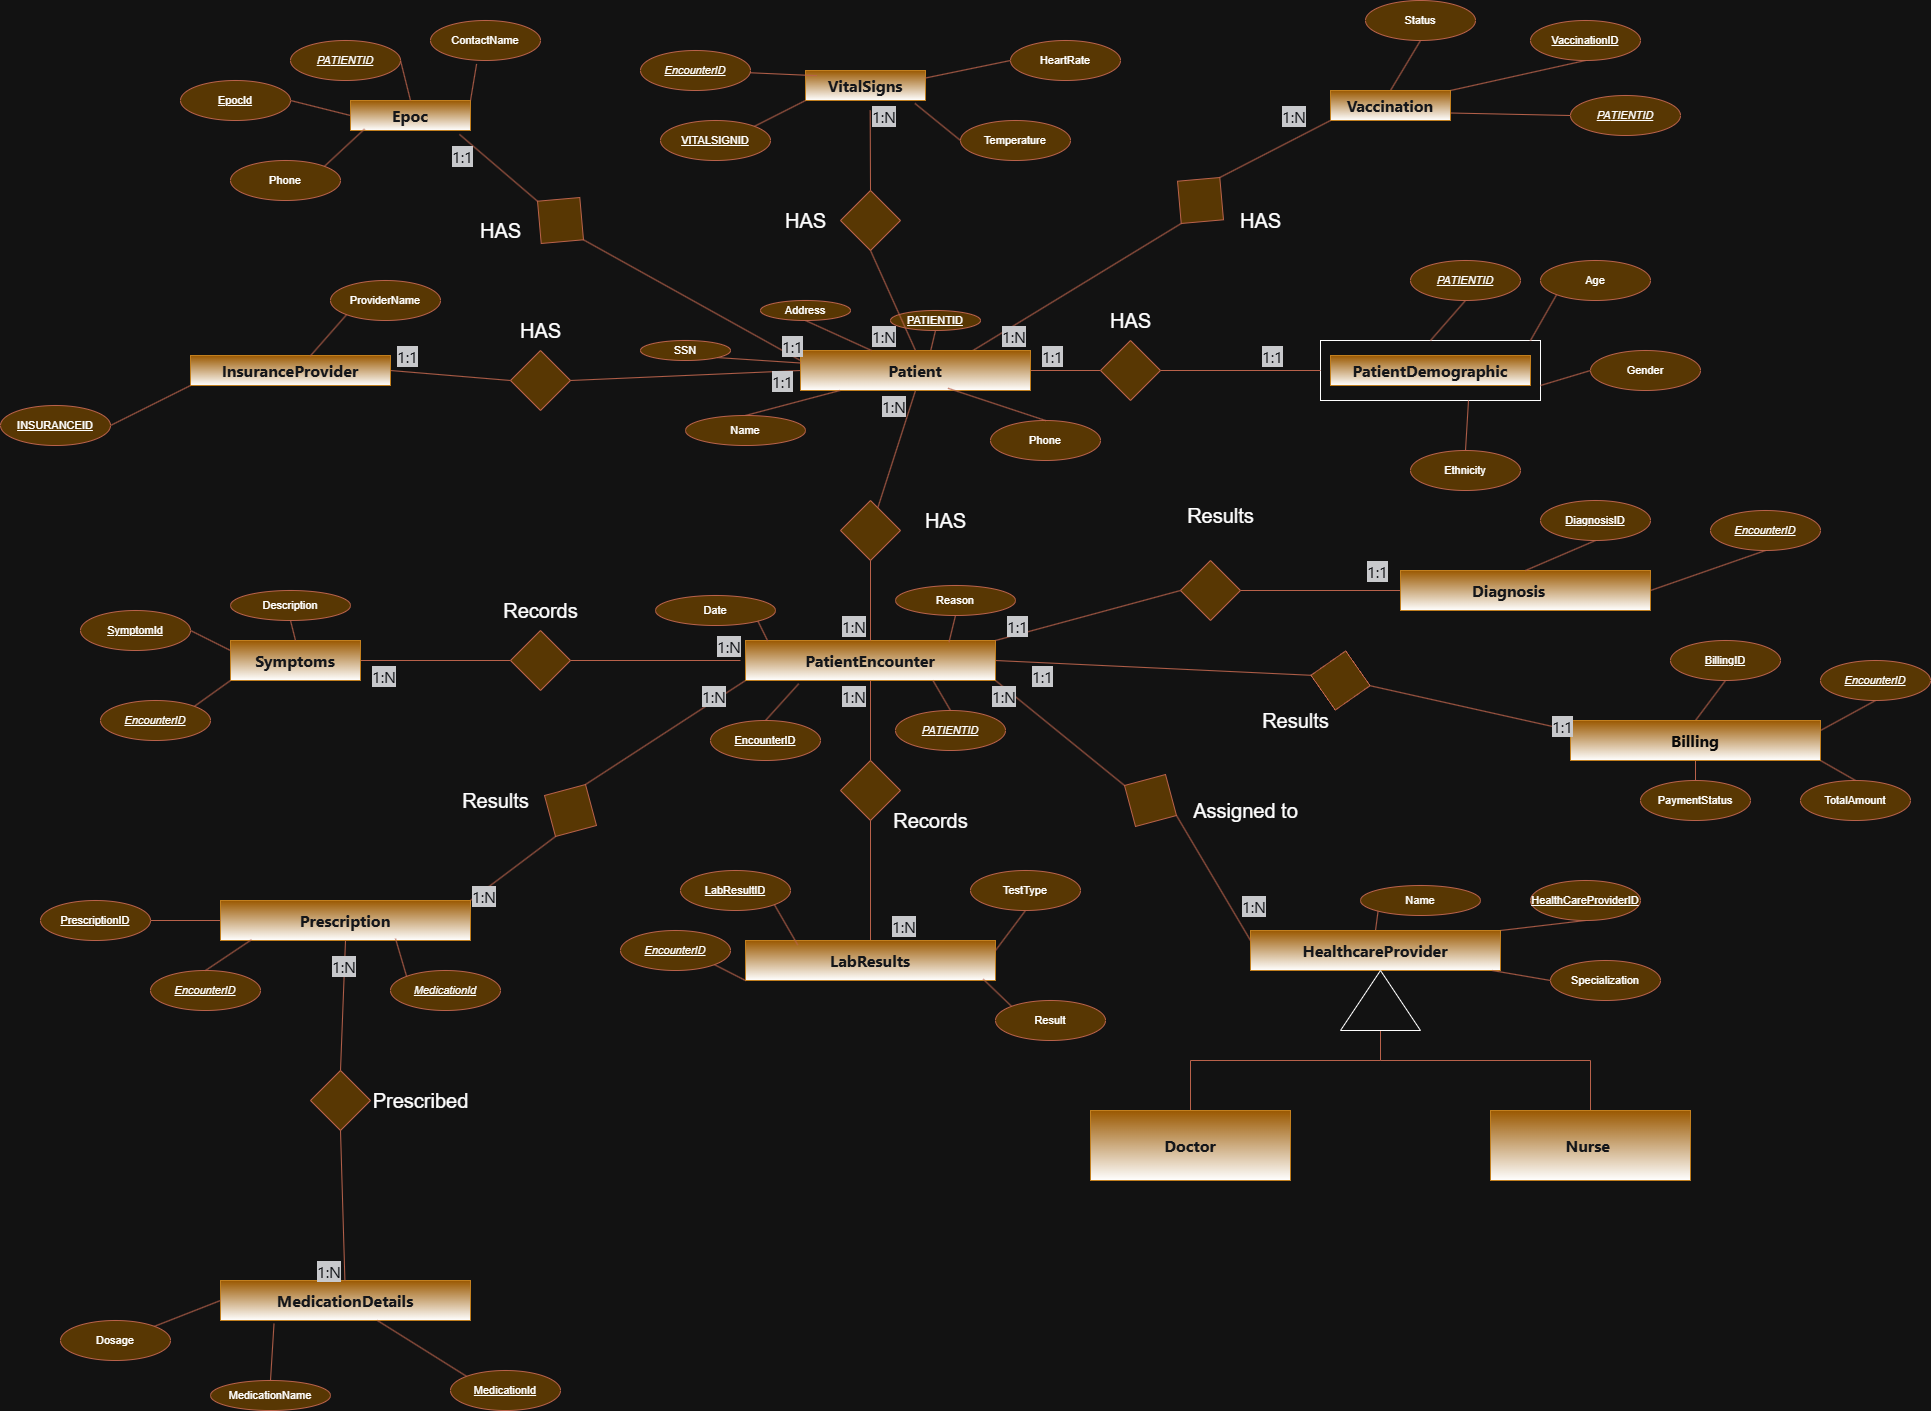 Status
ContactName
VaccinationID
PATIENTID
EncounterID
HeartRate
VitalSigns
EpocId
Vaccination
Epoc
PATIENTID
1:N
1:N
VITALSIGNID
Temperature
1:1
Phone
HAS
HAS
HAS
PATIENTID
Age
ProviderName
Address
PATIENTID
HAS
HAS
1:N
1:N
SSN
1:1
1:1
1:1
1:1
InsuranceProvider
Patient
PatientDemographic
Gender
1:1
1:N
INSURANCEID
Name
Phone
Ethnicity
HAS
Results
DiagnosisID
EncounterID
1:1
Diagnosis
Description
Records
Date
Reason
SymptomId
1:N
1:1
1:N
Symptoms
PatientEncounter
BillingID
1:N
1:1
EncounterID
1:N
1:N
1:N
EncounterID
Results
1:1
EncounterID
PATIENTID
Billing
Results
Records
Assigned to
PaymentStatus
TotalAmount
LabResultID
TestType
1:N
1:N
Name
HealthCareProviderID
PrescriptionID
Prescription
1:N
EncounterID
LabResults
HealthcareProvider
1:N
EncounterID
MedicationId
Specialization
Result
Prescribed
Doctor
Nurse
1:N
MedicationDetails
Dosage
MedicationName
MedicationId